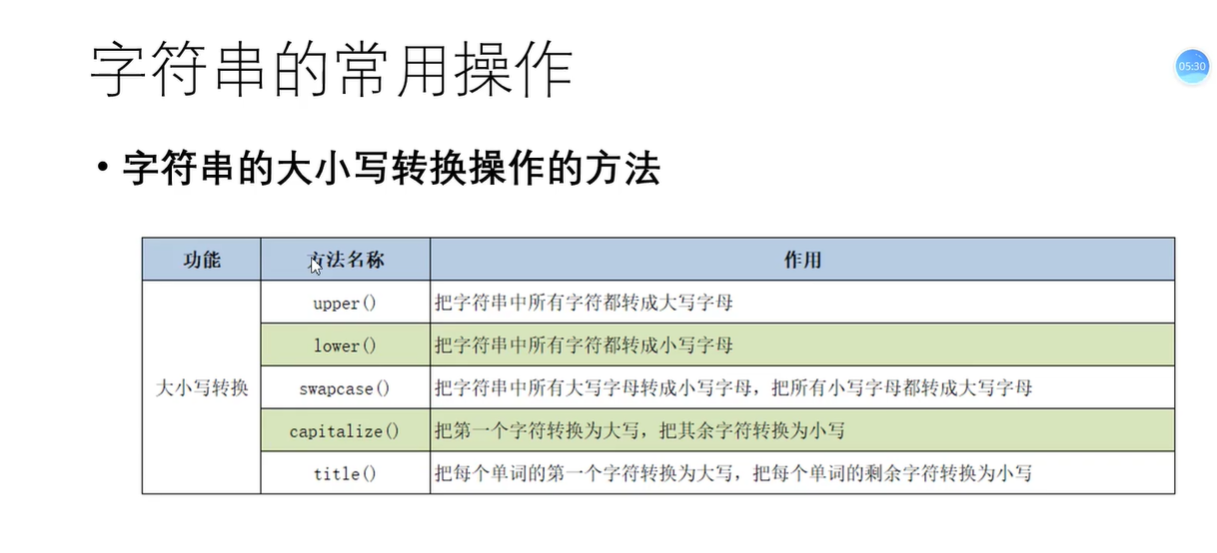 字符串的常用操作
05:30
• 字符串的大小写转换操作的方法
功能 方法名称 作用
upper() 把字符串中所有字符都转成大写字母
lower() 把字符串中所有字符都转成小写字母
大小写转换 swapcase() 把字符串中所有大写字母转成小写字母，把所有小写字母都转成大写字母
capitalize() 把第一个字符转换为大写，把其余字符转换为小写
title() 把每个单词的第一个字符转换为大写，把每个单词的剩余字符转换为小写